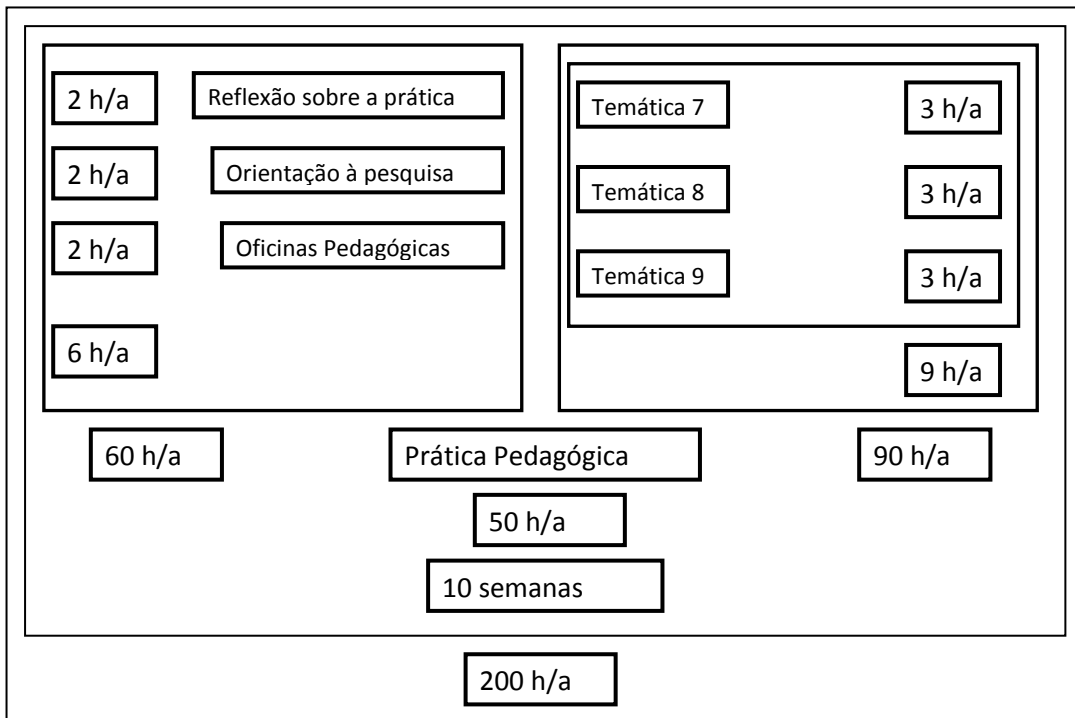 2 h/a
Reflexão sobre a prática
2 h/a
Orientação à pesquisa
2 h/a
Oficinas Pedagógicas
6 h/a
Temática 7
3 h/a
Temática 8
3 h/a
Temática 9
3 h/a
9 h/a
60 h/a
Prática Pedagógica
90 h/a
50 h/a
10 semanas
200 h/a